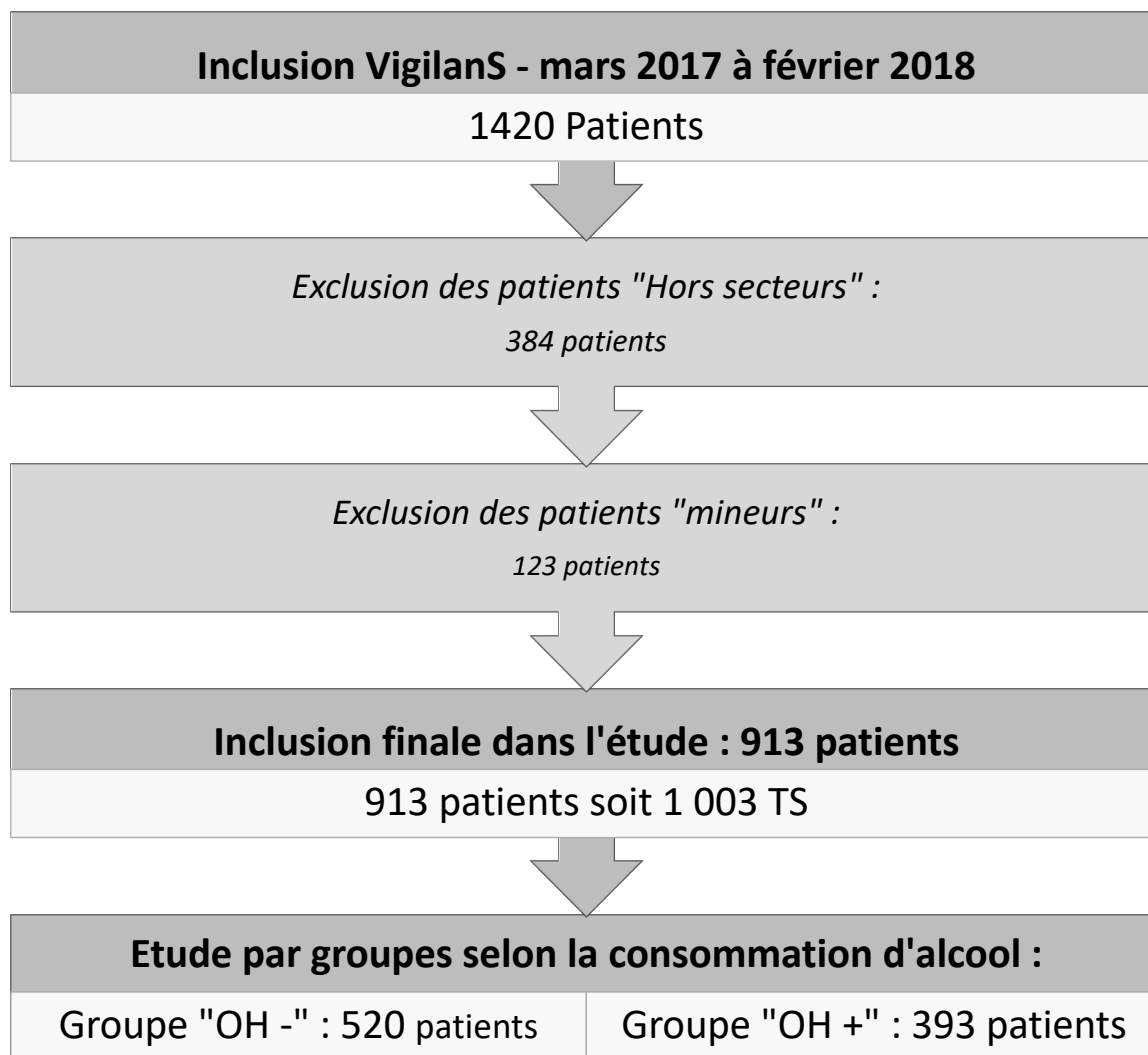 Inclusion VigilanS - mars 2017 à février 2018
1420 Patients
Exclusion des patients "Hors secteurs" :
384 patients
Exclusion des patients "mineurs" :
123 patients
Inclusion finale dans l'étude : 913 patients
913 patients soit 1 003 TS
Etude par groupes selon la consommation d'alcool :
Groupe "OH -" : 520 patients
Groupe "OH +" : 393 patients